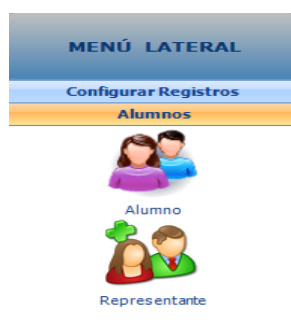 MENÚ LATERAL
Configurar Registros
Alumnos
Alumno
Representante